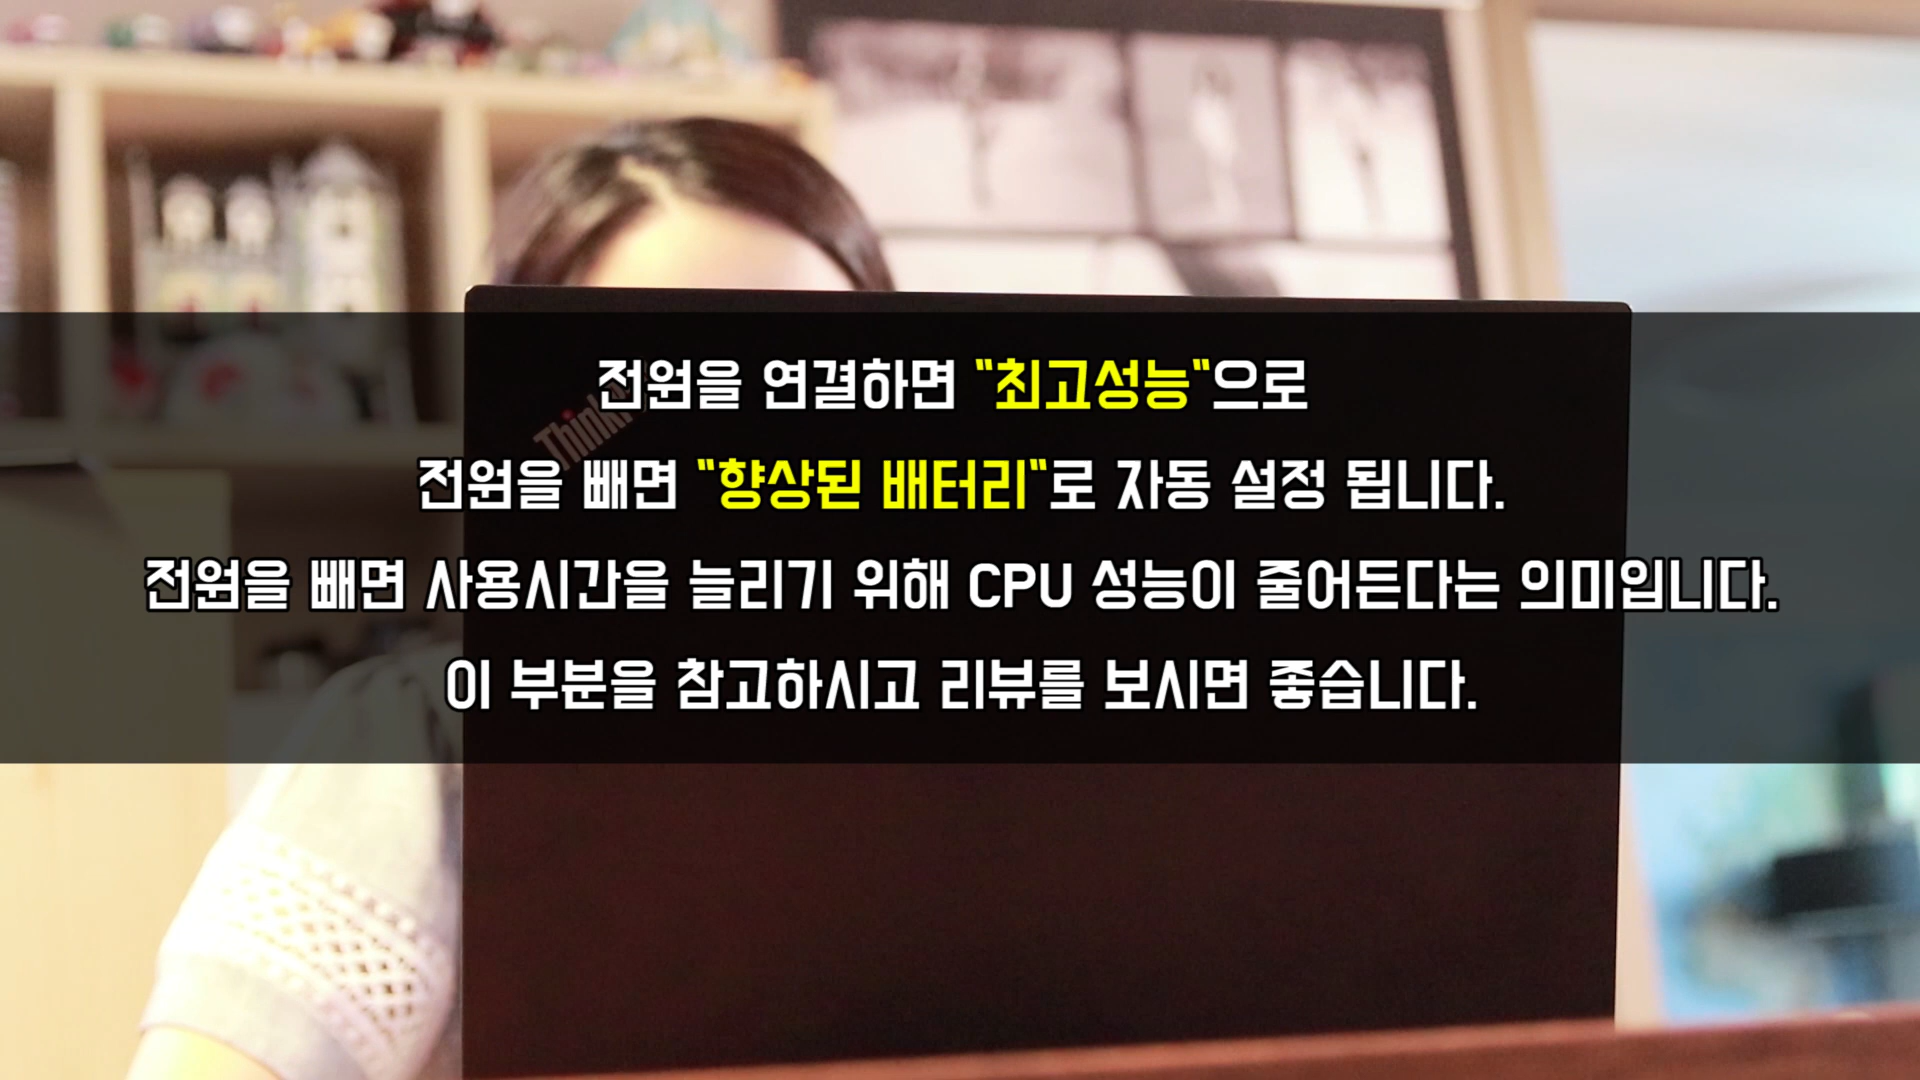 전원을 연결하면 "최고성능"으로
전원을 빼면 "향상된 배터리"로 자동 설정 됩니다.
전원을 빼면 사용시간을 늘리기 위해 CPU 성능이 줄어든다는 의미입니다.
이 부분을 참고하시고 리뷰를 보시면 좋습니다.
Think